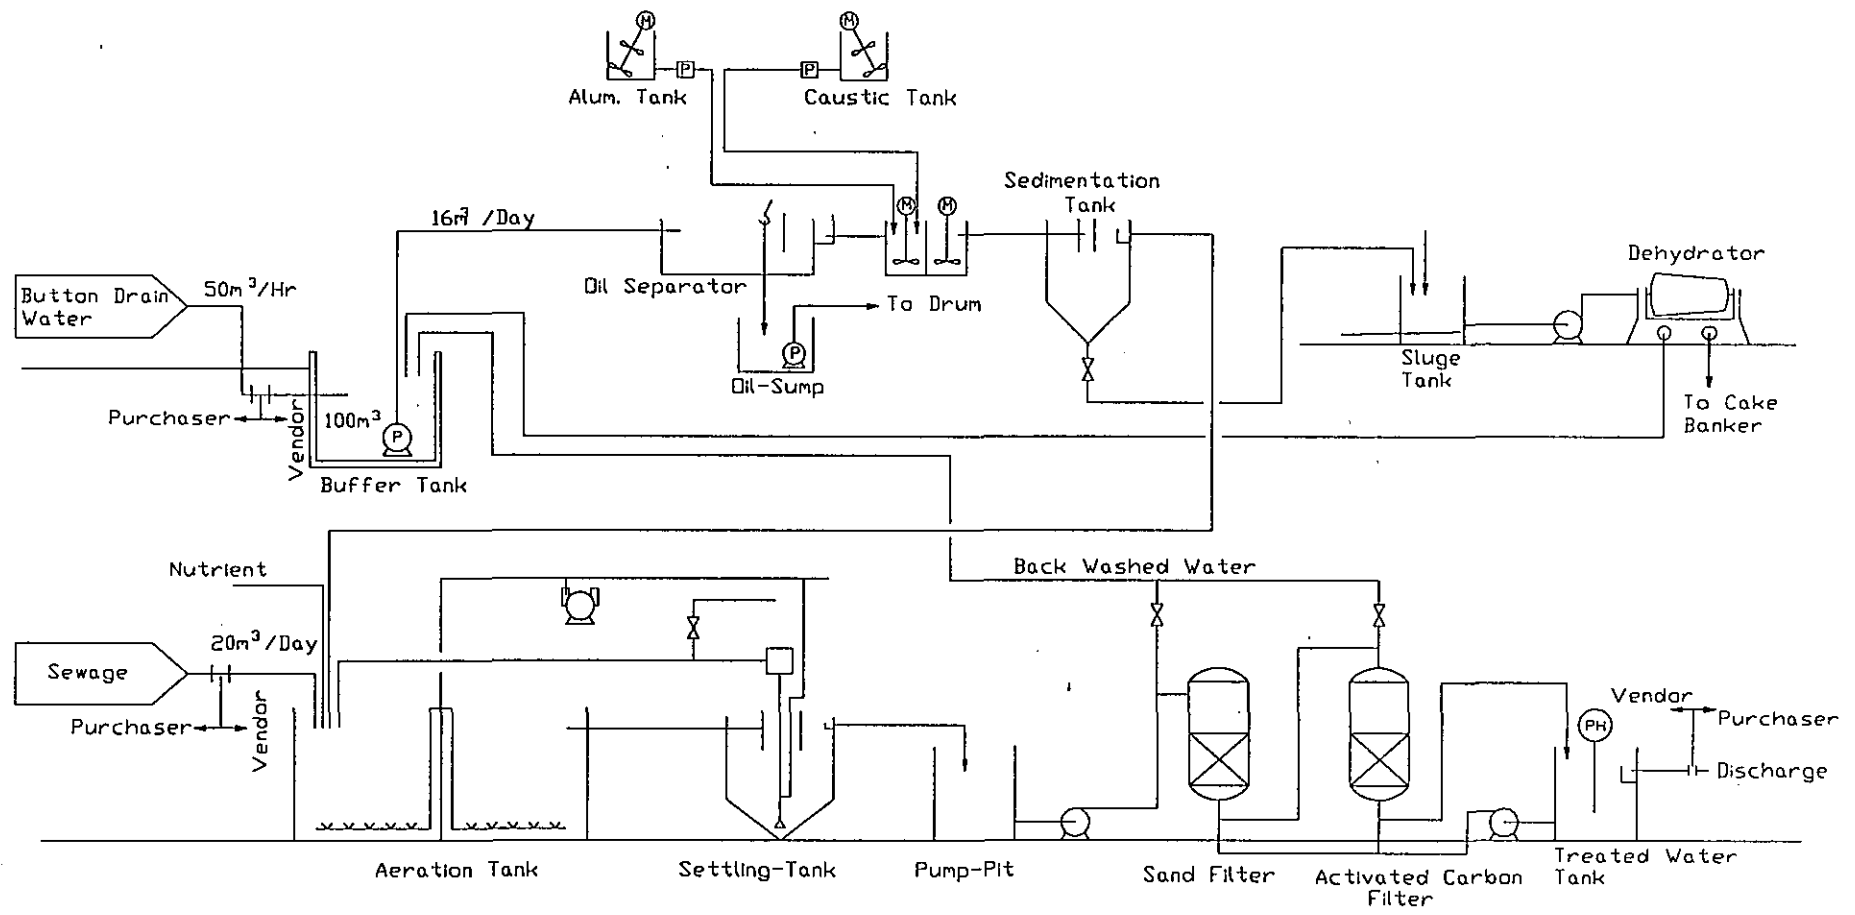 M
M
P
P
Alum. Tank
Caustic Tank
Sedimentation
Tank
M
M
16m³ /Day
Button Drain
Water
50m³/Hr
Oil Separator
To Drum
Dehydrator
P
Oil-Sump
Sluge
Tank
To Cake
Banker
Purchaser
Vendor
100m³
P
Buffer Tank
Nutrient
Back Washed Water
20m³/Day
Sewage
Purchaser
Vendor
Vendor
Purchaser
PH
Discharge
Aeration Tank
Settling-Tank
Pump-Pit
Sand Filter
Activated Carbon
Filter
Treated Water
Tank